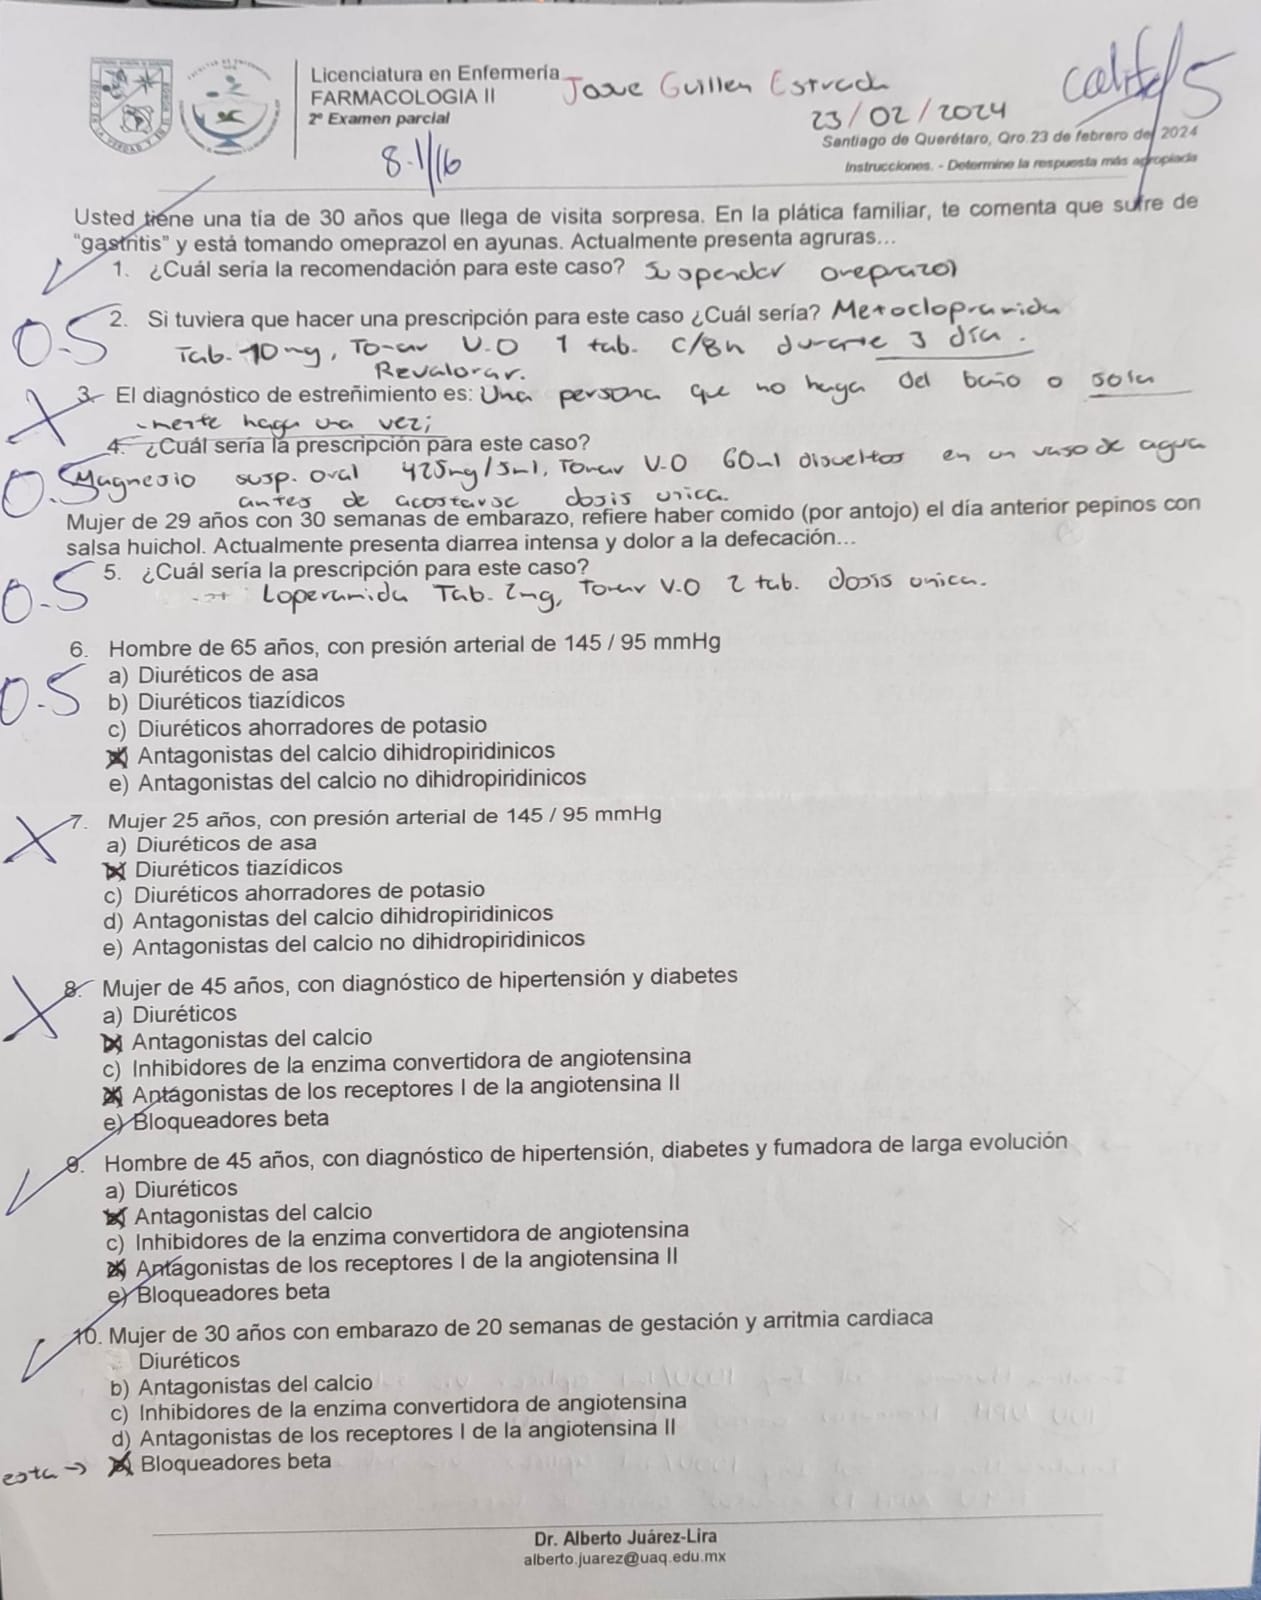 Licenciatura en Enfermería
FARMACOLOGIA II
2º Examen parcial
Josue Guillen Estrada
23/02/2024
8.1/16
5
Santiago de Querétaro, Qro.23 de febrero de 2024
Instrucciones. - Determine la respuesta más apropiada
Usted tiene una tía de 30 años que llega de visita sorpresa. En la plática familiar, te comenta que sufre de
"gastritis" y está tomando omeprazol en ayunas. Actualmente presenta agruras...
1. ¿Cuál sería la recomendación para este caso? Suspender oreprazol
0.5
2. Si tuviera que hacer una prescripción para este caso ¿Cuál sería? Metoclopramida
Tab. 10mg, Tomar V.O 1 tab. c/8h durante 3 día.
Revalorar.
3. El diagnóstico de estreñimiento es: Una persona que no haga del baño o sola
mente haga una vez;
4. ¿Cuál sería la prescripción para este caso?
0.5
Magnesio susp. oral 425mg/5ml, Tomar V.O 60ml disueltos en un vaso de agua
antes de acostarse dosis unica.
Mujer de 29 años con 30 semanas de embarazo, refiere haber comido (por antojo) el día anterior pepinos con
salsa huichol. Actualmente presenta diarrea intensa y dolor a la defecación...
5. ¿Cuál sería la prescripción para este caso?
0.5
Loperamida Tab. 2mg, Tomar V.O 2 tab. dosis unica.
6. Hombre de 65 años, con presión arterial de 145 / 95 mmHg
0.5
a) Diuréticos de asa
b) Diuréticos tiazídicos
c) Diuréticos ahorradores de potasio
d) Antagonistas del calcio dihidropiridinicos
e) Antagonistas del calcio no dihidropiridinicos
7. Mujer 25 años, con presión arterial de 145 / 95 mmHg
a) Diuréticos de asa
b) Diuréticos tiazídicos
c) Diuréticos ahorradores de potasio
d) Antagonistas del calcio dihidropiridinicos
e) Antagonistas del calcio no dihidropiridinicos
8. Mujer de 45 años, con diagnóstico de hipertensión y diabetes
a) Diuréticos
b) Antagonistas del calcio
c) Inhibidores de la enzima convertidora de angiotensina
d) Antagonistas de los receptores I de la angiotensina II
e) Bloqueadores beta
9. Hombre de 45 años, con diagnóstico de hipertensión, diabetes y fumadora de larga evolución
a) Diuréticos
b) Antagonistas del calcio
c) Inhibidores de la enzima convertidora de angiotensina
d) Antagonistas de los receptores I de la angiotensina II
e) Bloqueadores beta
10. Mujer de 30 años con embarazo de 20 semanas de gestación y arritmia cardiaca
Diuréticos
b) Antagonistas del calcio
c) Inhibidores de la enzima convertidora de angiotensina
d) Antagonistas de los receptores I de la angiotensina II
esta → Bloqueadores beta
Dr. Alberto Juárez-Lira
alberto.juarez@uaq.edu.mx